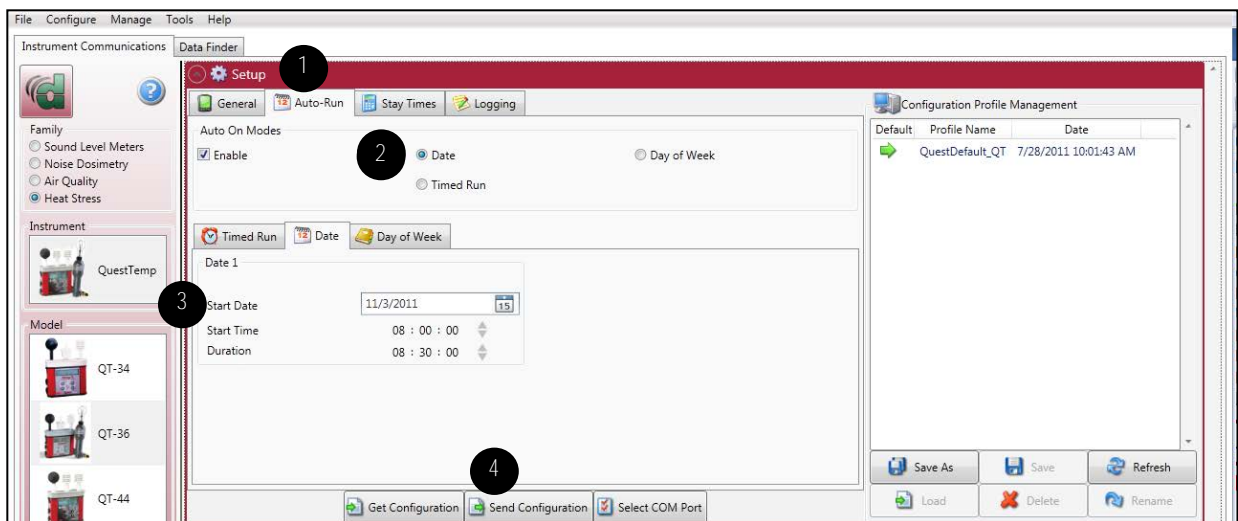 File Configure Manage Tools Help
Instrument Communications Data Finder
1
Setup
General 12 Auto-Run Stay Times Logging
Configuration Profile Management
Family
Sound Level Meters
Noise Dosimetry
Air Quality
Heat Stress
Auto On Modes
Enable
2
Date
Day of Week
Timed Run
Default Profile Name Date
QuestDefault_QT 7/28/2011 10:01:43 AM
Instrument
QuestTemp
Timed Run 12 Date Day of Week
Date 1
3
Start Date 11/3/2011 15
Start Time 08 : 00 : 00
Duration 08 : 30 : 00
Model
QT-34
QT-36
QT-44
4
Get Configuration Send Configuration Select COM Port
Save As Save Refresh
Load Delete Rename